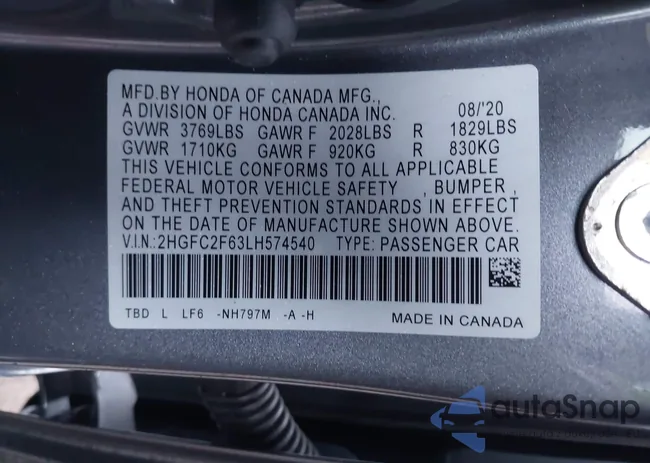 MFD.BY HONDA OF CANADA MFG.,
A DIVISION OF HONDA CANADA INC. 08/'20
GVWR 3769LBS GAWR F 2028LBS R 1829LBS
GVWR 1710KG GAWR F 920KG R 830KG
THIS VEHICLE CONFORMS TO ALL APPLICABLE
FEDERAL MOTOR VEHICLE SAFETY , BUMPER ,
AND THEFT PREVENTION STANDARDS IN EFFECT
ON THE DATE OF MANUFACTURE SHOWN ABOVE.
V.I.N.:2HGFC2F63LH574540 TYPE: PASSENGER CAR
TBD L LF6 -NH797M -A -H
MADE IN CANADA
autoSnap